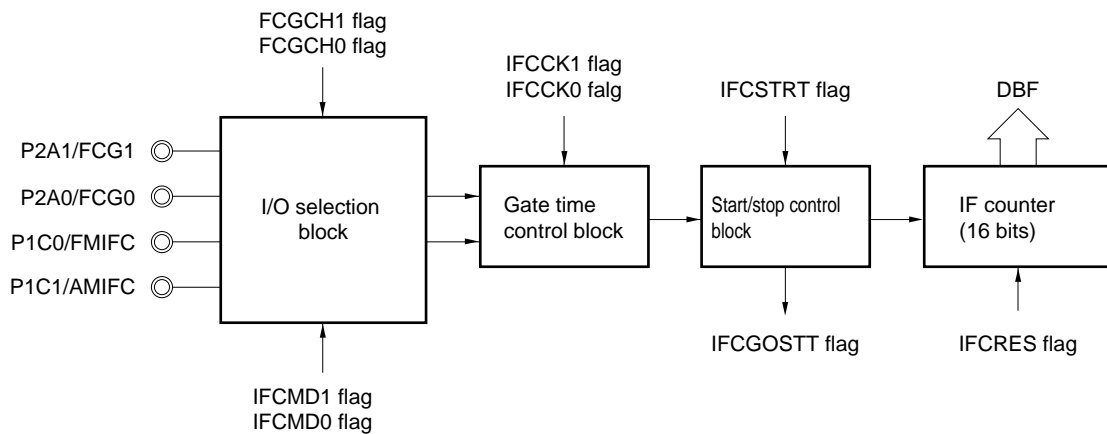 FCGCH1 flag
FCGCH0 flag
IFCCK1 flag
IFCCK0 falg
IFCSTRT flag
DBF
P2A1/FCG1
P2A0/FCG0
P1C0/FMIFC
P1C1/AMIFC
I/O selection
block
Gate time
control block
Start/stop control
block
IF counter
(16 bits)
IFCGOSTT flag
IFCRES flag
IFCMD1 flag
IFCMD0 flag